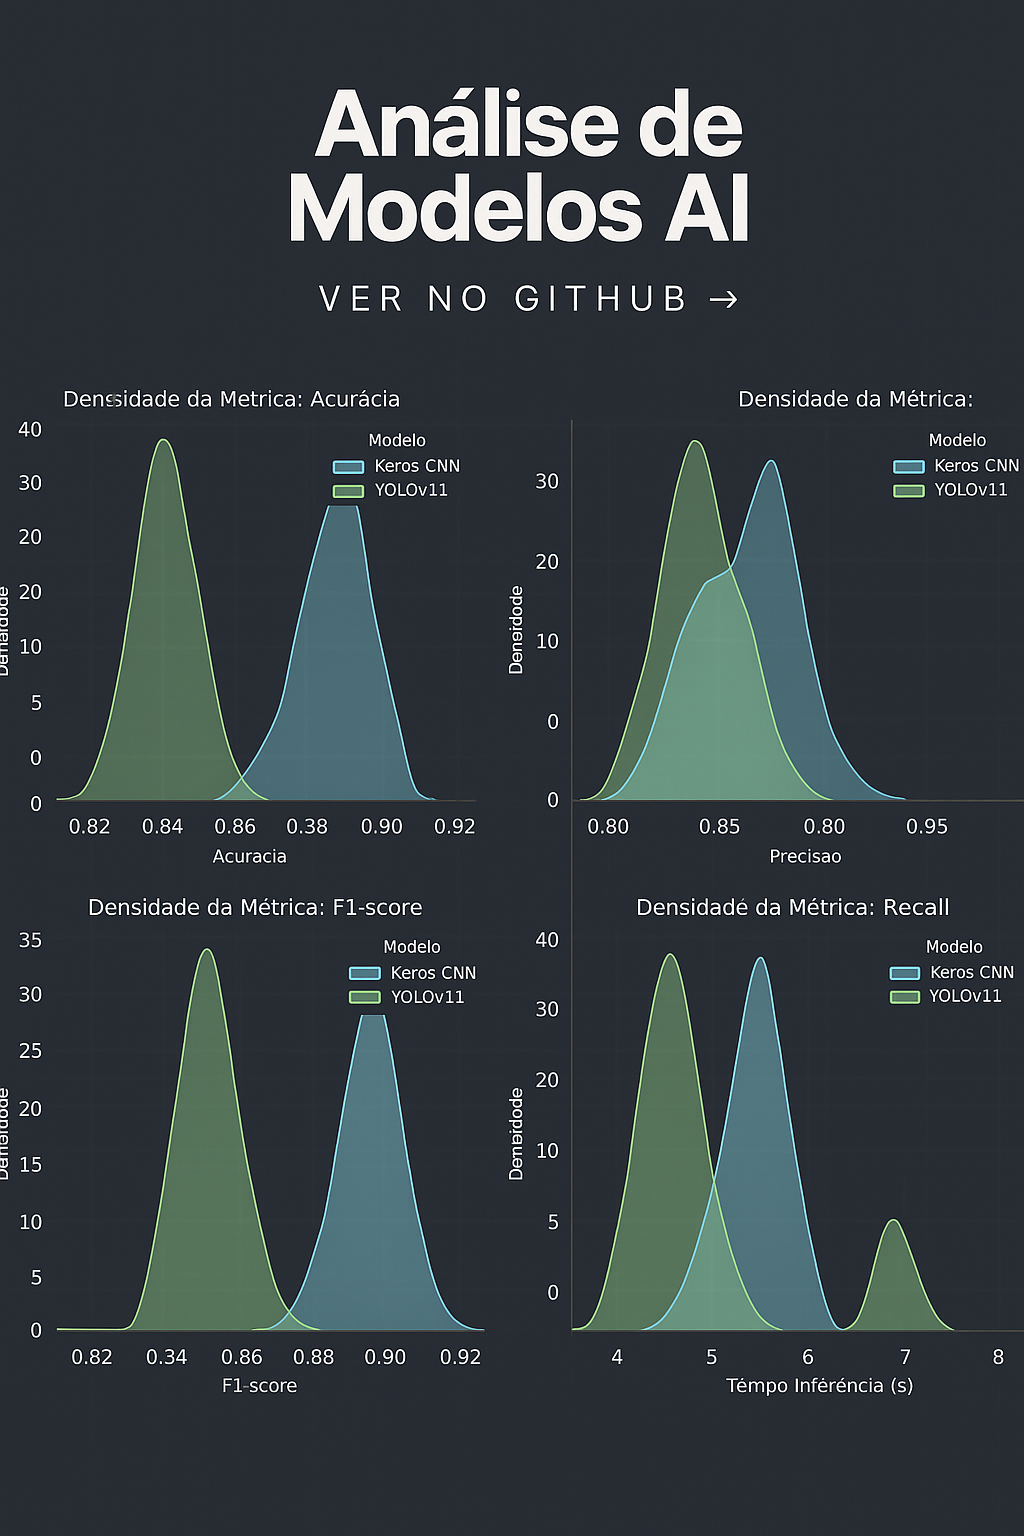 Análise de
Modelos AI
VER NO GITHUB →
Densidade da Metrica: Acurácia
Modelo
Keros CNN
YOLOv11
40
30
20
20
10
5
0
0
0.82 0.84 0.86 0.38 0.90 0.92
Acuracia
Densidade da Métrica:
Modelo
Keros CNN
YOLOv11
30
20
10
0
0
0.80 0.85 0.80 0.95
Precisao
Densidade da Métrica: F1-score
Modelo
Keros CNN
YOLOv11
35
30
25
20
15
10
5
0
0.82 0.34 0.86 0.88 0.90 0.92
F1-score
Densidadé da Métrica: Recall
Modelo
Keros CNN
YOLOv11
40
30
20
10
5
0
4 5 6 7 8
Témpo Inféréncia (s)